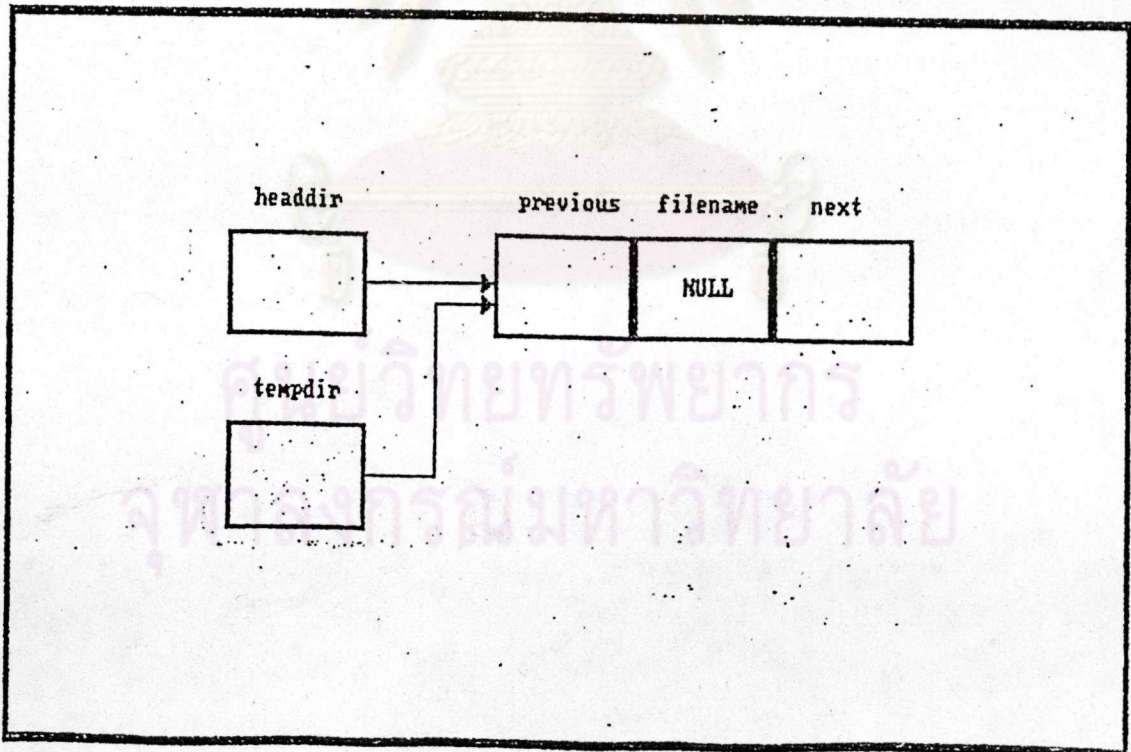 headdir
previous filename next
NULL
tempdir
ศูนย์วิทยทรัพยากร
จุฬาลงกรณ์มหาวิทยาลัย